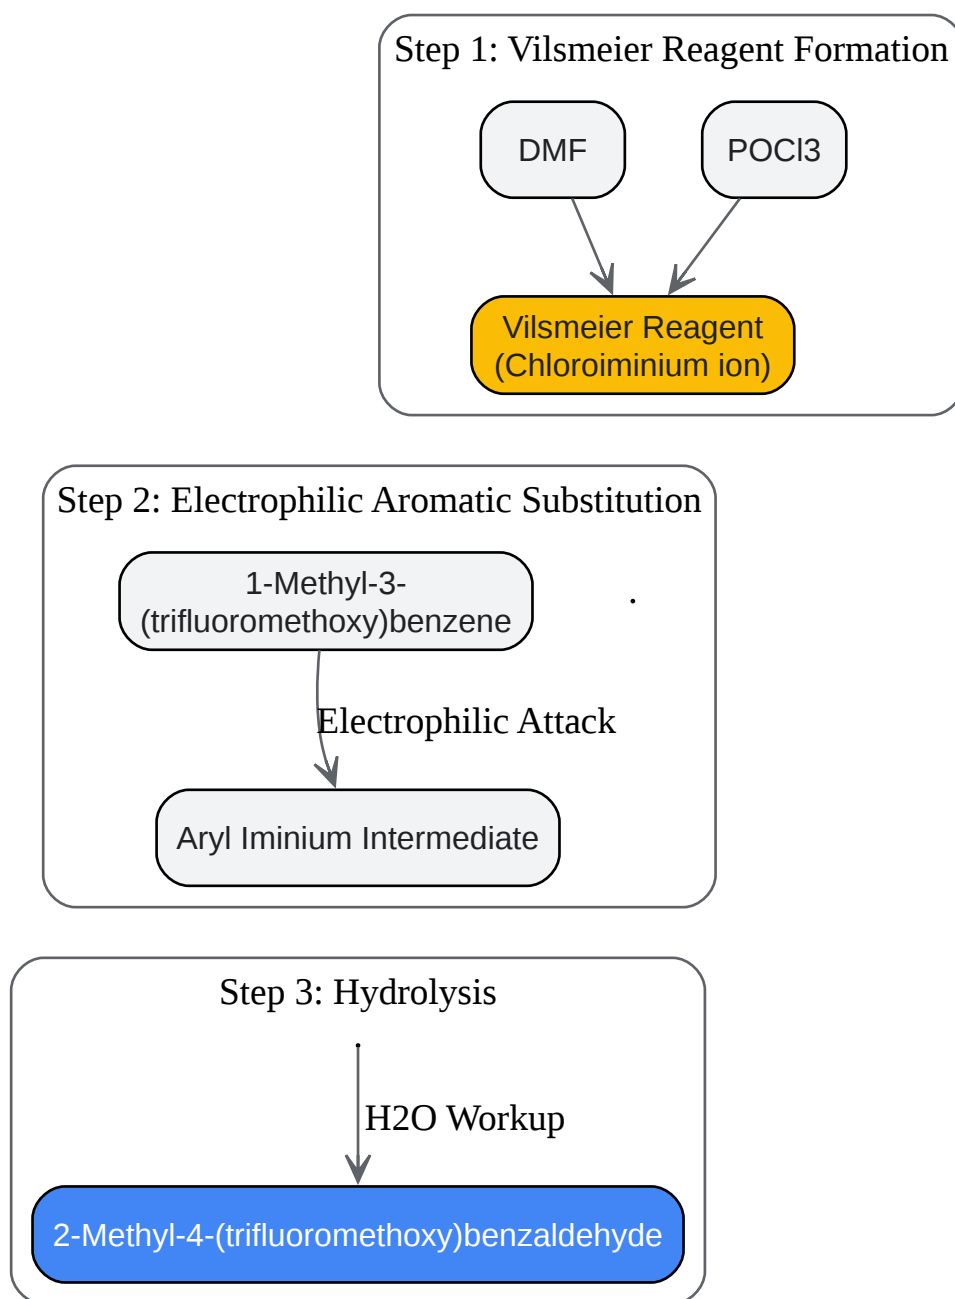 Step 1: Vilsmeier Reagent Formation
DMF
POCl3
Vilsmeier Reagent
(Chloroiminium ion)
Step 2: Electrophilic Aromatic Substitution
1-Methyl-3-
(trifluoromethoxy)benzene
.
Electrophilic Attack
Aryl Iminium Intermediate
Step 3: Hydrolysis
H2O Workup
2-Methyl-4-(trifluoromethoxy)benzaldehyde